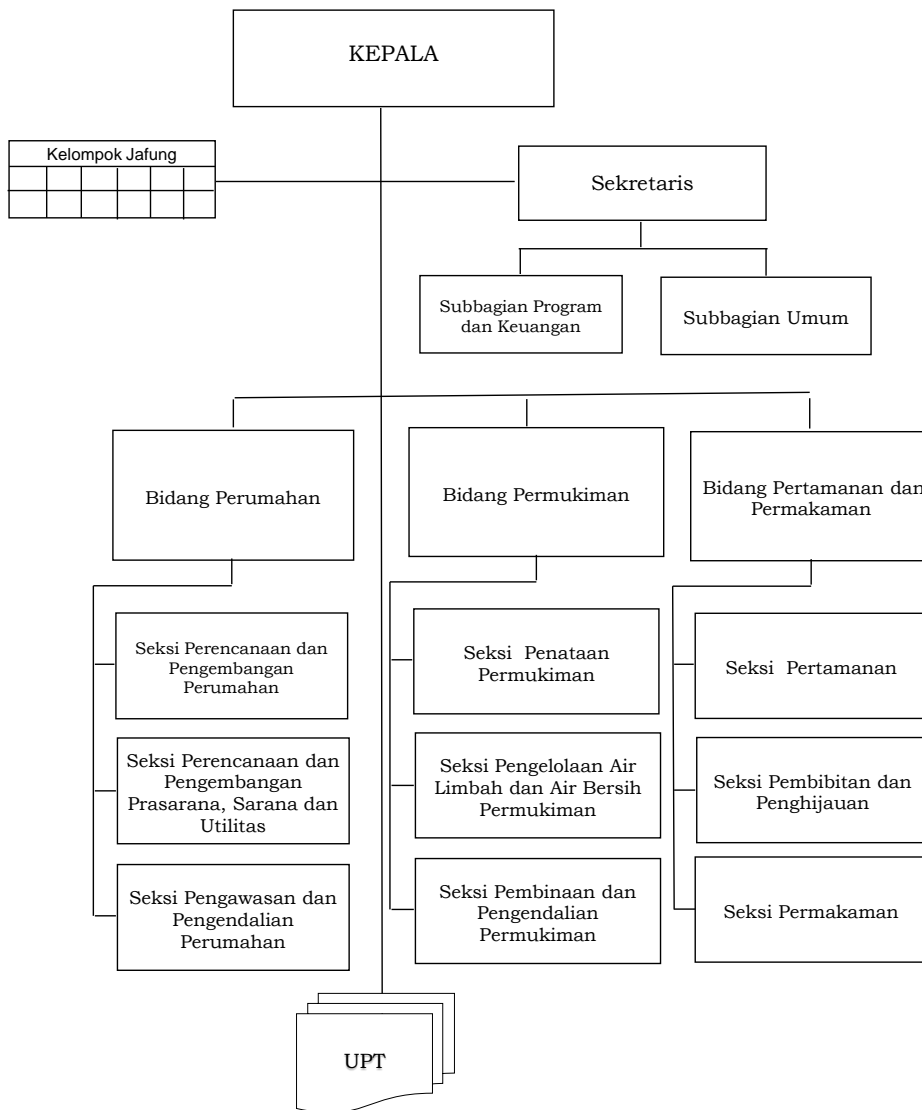 KEPALA
Kelompok Jafung
Sekretaris
Subbagian Program
dan Keuangan
Subbagian Umum
Bidang Perumahan
Bidang Permukiman
Bidang Pertamanan dan
Permakaman
Seksi Perencanaan dan
Pengembangan
Perumahan
Seksi Penataan
Permukiman
Seksi Pertamanan
Seksi Perencanaan dan
Pengembangan
Prasarana, Sarana dan
Utilitas
Seksi Pengelolaan Air
Limbah dan Air Bersih
Permukiman
Seksi Pembibitan dan
Penghijauan
Seksi Pengawasan dan
Pengendalian
Perumahan
Seksi Pembinaan dan
Pengendalian
Permukiman
Seksi Permakaman
UPT